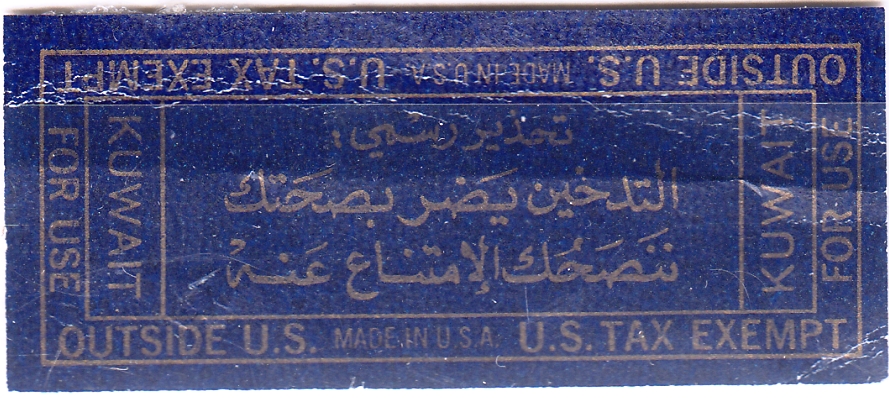 OUTSIDE U.S. MADE IN U.S.A. U.S. TAX EXEMPT
FOR USE
KUWAIT
تحذير رسمي:
التدخين يضر بصحتك
ننصحك الإمتناع عنه
KUWAIT
FOR USE
OUTSIDE U.S. MADE IN U.S.A. U.S. TAX EXEMPT